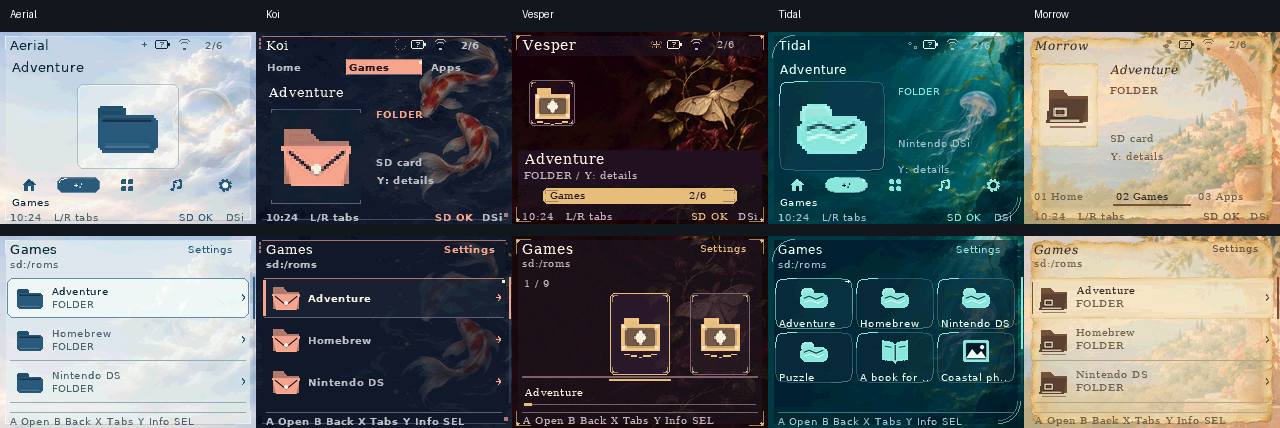 Aerial
Koi
Vesper
Tidal
Morrow
Aerial
2/6
Adventure
Games
10:24 L/R tabs
SD OK DSi
Koi
2/6
Home
Games
Apps
Adventure
FOLDER
SD card
Y: details
10:24 L/R tabs
SD OK DSi
Vesper
2/6
Adventure
FOLDER / Y: details
Games
2/6
10:24 L/R tabs
SD OK DSi
Tidal
2/6
Adventure
FOLDER
Nintendo DSi
Y: details
Games
10:24 L/R tabs
SD OK DSi
Morrow
2/6
Adventure
FOLDER
SD card
Y: details
01 Home
02 Games
03 Apps
10:24 L/R tabs
SD OK DSi
Games
Settings
sd:/roms
Adventure
FOLDER
Homebrew
FOLDER
Nintendo DS
FOLDER
A Open B Back X Tabs Y Info SEL
Games
Settings
sd:/roms
Adventure
Homebrew
Nintendo DS
A Open B Back X Tabs Y Info SEL
Games
Settings
sd:/roms
1 / 9
Adventure
A Open B Back X Tabs Y Info SEL
Games
Settings
sd:/roms
Adventure
Homebrew
Nintendo DS
Puzzle
A book for ..
Coastal ph..
A Open B Back X Tabs Y Info SEL
Games
Settings
sd:/roms
Adventure
FOLDER
Homebrew
FOLDER
Nintendo DS
FOLDER
A Open B Back X Tabs Y Info SEL